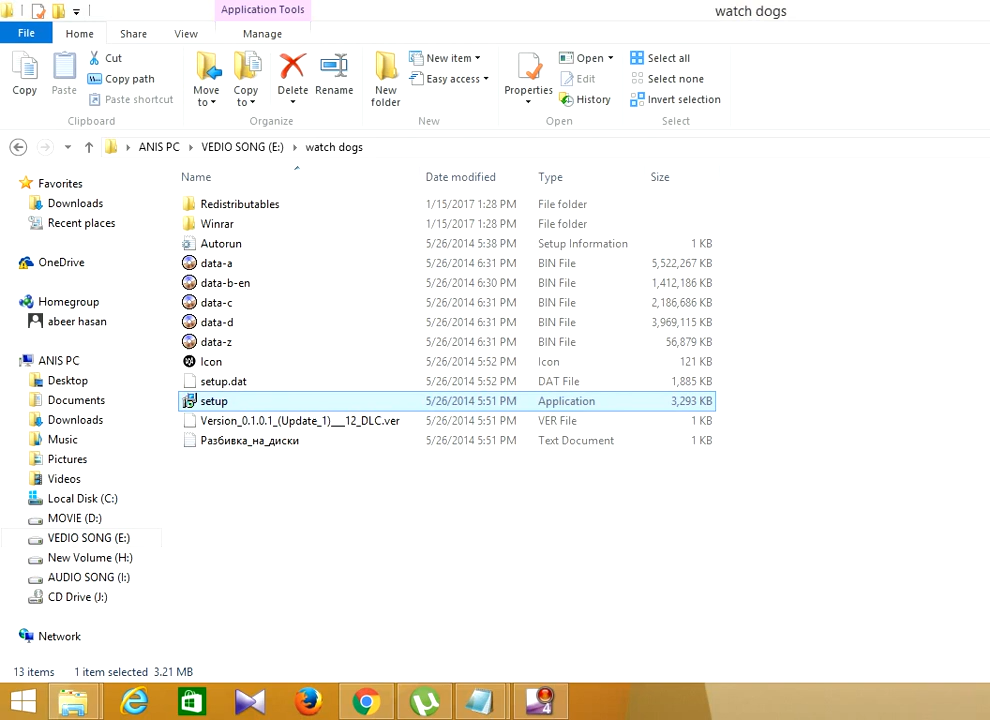 Application Tools
watch dogs
File
Home
Share
View
Manage
Copy
Paste
Cut
Copy path
Paste shortcut
Clipboard
Move to
Copy to
Delete
Rename
Organize
New folder
New item
Easy access
New
Properties
Open
Edit
History
Open
Select all
Select none
Invert selection
Select
ANIS PC
VEDIO SONG (E:)
watch dogs
Name Date modified Type Size
Redistributables 1/15/2017 1:28 PM File folder
Winrar 1/15/2017 1:28 PM File folder
Autorun 5/26/2014 5:38 PM Setup Information 1 KB
data-a 5/26/2014 6:31 PM BIN File 5,522,267 KB
data-b-en 5/26/2014 6:30 PM BIN File 1,412,186 KB
data-c 5/26/2014 6:31 PM BIN File 2,186,686 KB
data-d 5/26/2014 6:31 PM BIN File 3,969,115 KB
data-z 5/26/2014 6:31 PM BIN File 56,879 KB
Icon 5/26/2014 5:52 PM Icon 121 KB
setup.dat 5/26/2014 5:52 PM DAT File 1,885 KB
setup 5/26/2014 5:51 PM Application 3,293 KB
Version_0.1.0.1_(Update_1)__12_DLC.ver 5/26/2014 5:51 PM VER File 1 KB
Разбивка_на_диски 5/26/2014 5:51 PM Text Document 1 KB
Favorites
Downloads
Recent places
OneDrive
Homegroup
abeer hasan
ANIS PC
Desktop
Documents
Downloads
Music
Pictures
Videos
Local Disk (C:)
MOVIE (D:)
VEDIO SONG (E:)
New Volume (H:)
AUDIO SONG (I:)
CD Drive (J:)
Network
13 items 1 item selected 3.21 MB
4